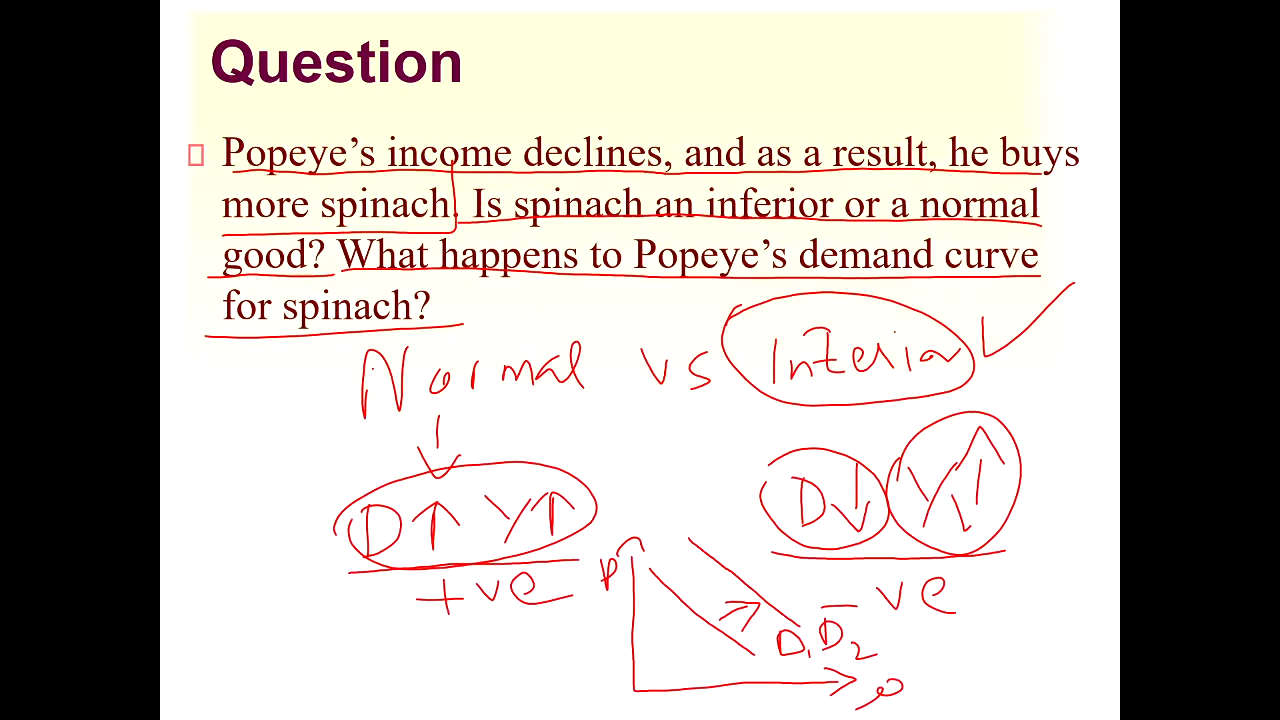 Question
Popeye’s income declines, and as a result, he buys
more spinach. Is spinach an inferior or a normal
good? What happens to Popeye’s demand curve
for spinach?
Normal vs Inferior
D↑ Y↑ D↓ Y↑
+ve -ve
P
D1 D2